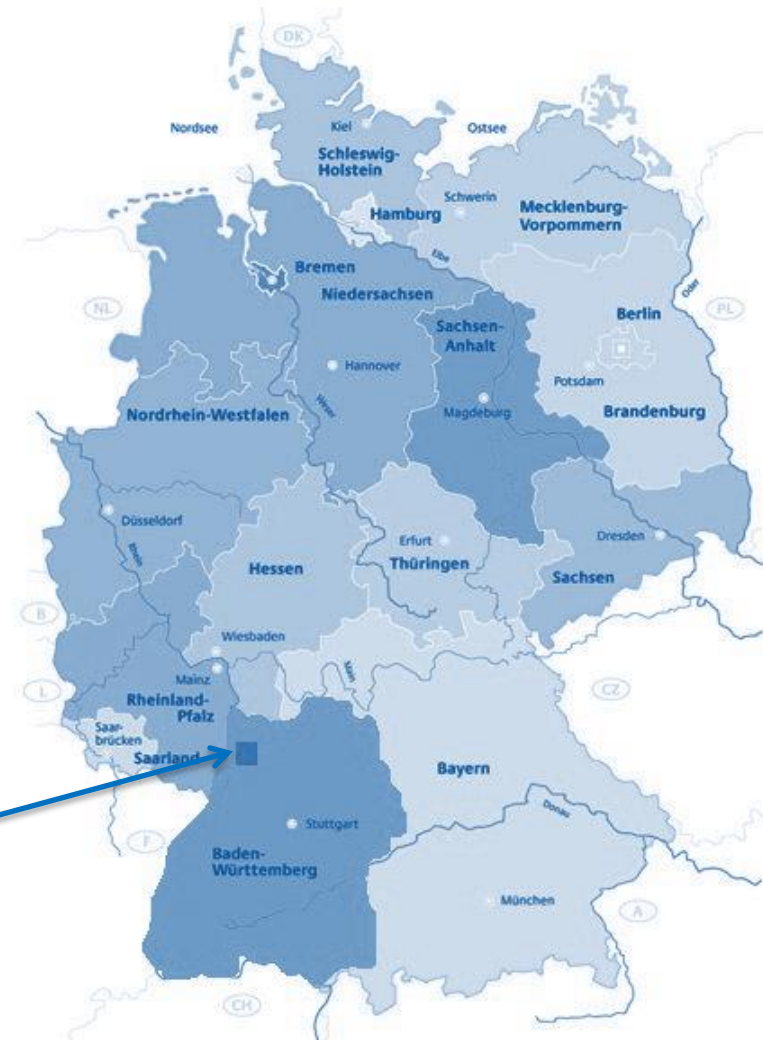 DK
Nordsee
Kiel
Ostsee
Schleswig-
Holstein
Schwerin
Hamburg
Mecklenburg-
Vorpommern
Elbe
Bremen
Oder
Niedersachsen
NL
PL
Berlin
Sachsen-
Anhalt
Hannover
Potsdam
Weser
Magdeburg
Nordrhein-Westfalen
Brandenburg
Düsseldorf
Erfurt
Dresden
Rhein
Hessen
Thüringen
Sachsen
B
Wiesbaden
Main
L
Mainz
CZ
Rheinland-
Pfalz
Saar-
brücken
Saarland
Bayern
Donau
F
Stuttgart
Baden-
Württemberg
München
A
CH